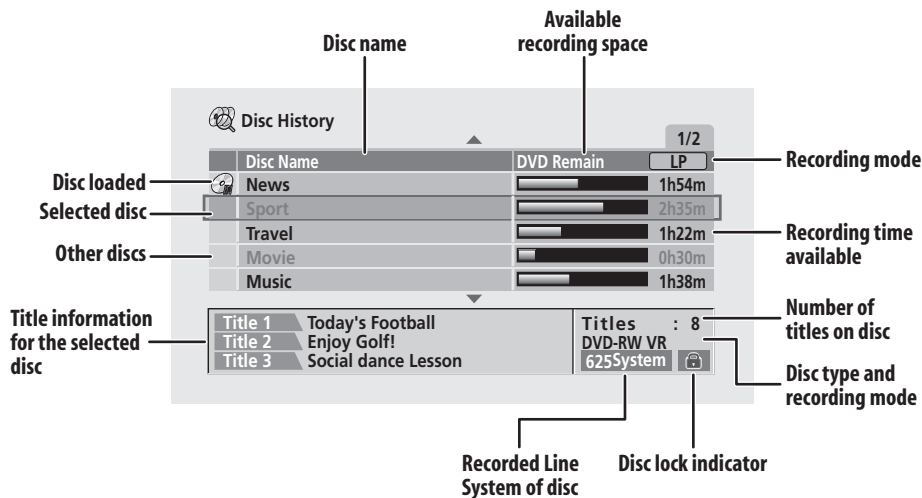 Available
recording space
Disc name
Disc History
1/2
Disc Name DVD Remain LP
Recording mode
Disc loaded
News 1h54m
Selected disc
Sport 2h35m
Travel 1h22m
Recording time
available
Other discs
Movie 0h30m
Music 1h38m
Title information
for the selected
disc
Title 1 Today's Football
Title 2 Enjoy Golf!
Title 3 Social dance Lesson
Titles : 8
DVD-RW VR
625System
Number of
titles on disc
Disc type and
recording mode
Recorded Line
System of disc
Disc lock indicator